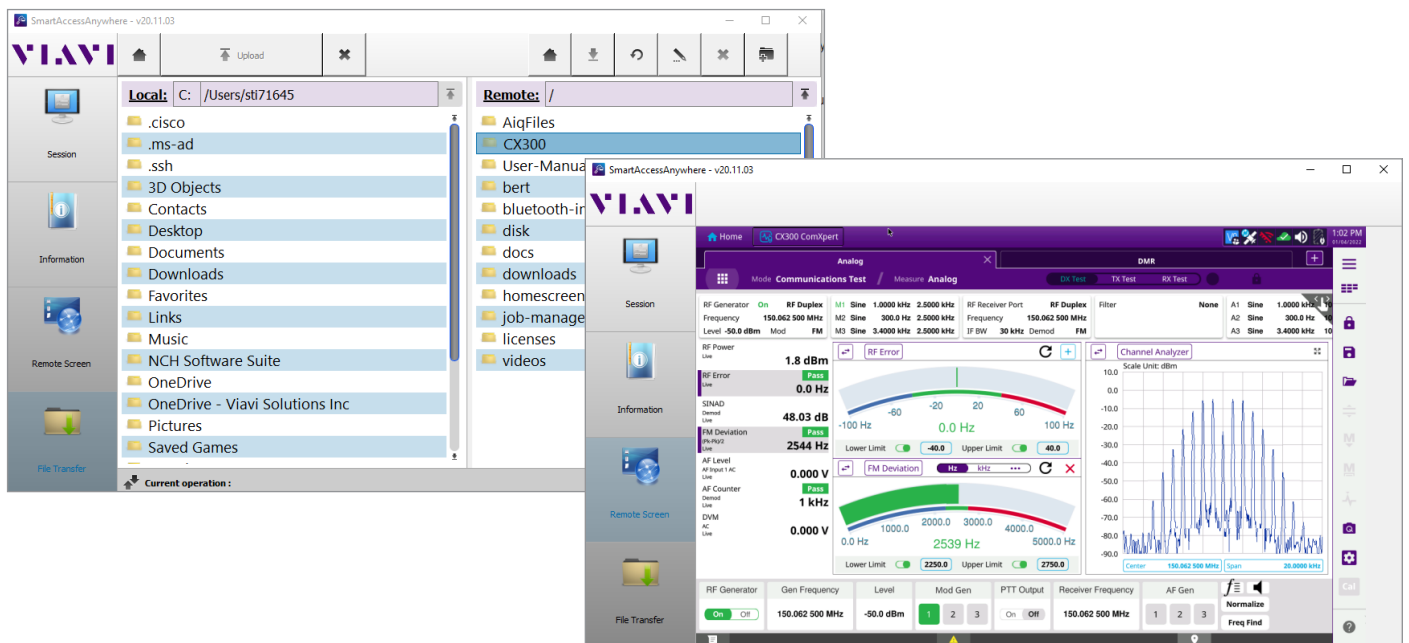 SmartAccessAnywhere - v20.11.03
VIAVI
Upload
Session
Information
Remote Screen
File Transfer
Local: C: /Users/sti71645
.cisco
.ms-ad
.ssh
3D Objects
Contacts
Desktop
Documents
Downloads
Favorites
Links
Music
NCH Software Suite
OneDrive
OneDrive - Viavi Solutions Inc
Pictures
Saved Games
Current operation :
Remote: /
AiqFiles
CX300
User-Manua
bert
bluetooth-in
disk
docs
downloads
homescreen
job-manage
licenses
videos
SmartAccessAnywhere - v20.11.03
VIAVI
Session
Information
Remote Screen
File Transfer
Home CX300 ComXpert 1:02 PM
01/04/2022
Analog DMR
Mode Communications Test / Measure Analog DX Test TX Test RX Test
RF Generator On RF Duplex
Frequency 150.062 500 MHz
Level -50.0 dBm Mod FM
M1 Sine 1.0000 kHz 2.5000 kHz
M2 Sine 300.0 Hz 2.5000 kHz
M3 Sine 3.4000 kHz 2.5000 kHz
RF Receiver Port RF Duplex
Frequency 150.062 500 MHz
IF BW 30 kHz Demod FM
Filter None
A1 Sine 1.0000 kHz 10
A2 Sine 300.0 Hz 10
A3 Sine 3.4000 kHz 10
RF Power
Live
1.8 dBm
RF Error Pass
Live
0.0 Hz
SINAD
Demod
Live
48.03 dB
FM Deviation Pass
(Pk-Pk)/2
Live
2544 Hz
AF Level
AF Input 1 AC
Live
0.000 V
AF Counter Pass
Demod
Live
1 kHz
DVM
AC
Live
0.000 V
RF Error
-100 Hz -60 -20 20 60 100 Hz
0.0 Hz
Lower Limit -40.0 Upper Limit 40.0
FM Deviation Hz kHz
0.0 Hz 1000.0 2000.0 3000.0 4000.0 5000.0 Hz
2539 Hz
Lower Limit 2250.0 Upper Limit 2750.0
Channel Analyzer
Scale Unit: dBm
10.0
0.0
-10.0
-20.0
-30.0
-40.0
-50.0
-60.0
-70.0
-80.0
-90.0
Center 150.062 500 MHz Span 20.0000 kHz
M
M
Cal
RF Generator
On Off
Gen Frequency
150.062 500 MHz
Level
-50.0 dBm
Mod Gen
1 2 3
PTT Output
On Off
Receiver Frequency
150.062 500 MHz
AF Gen
1 2 3
Normalize
Freq Find